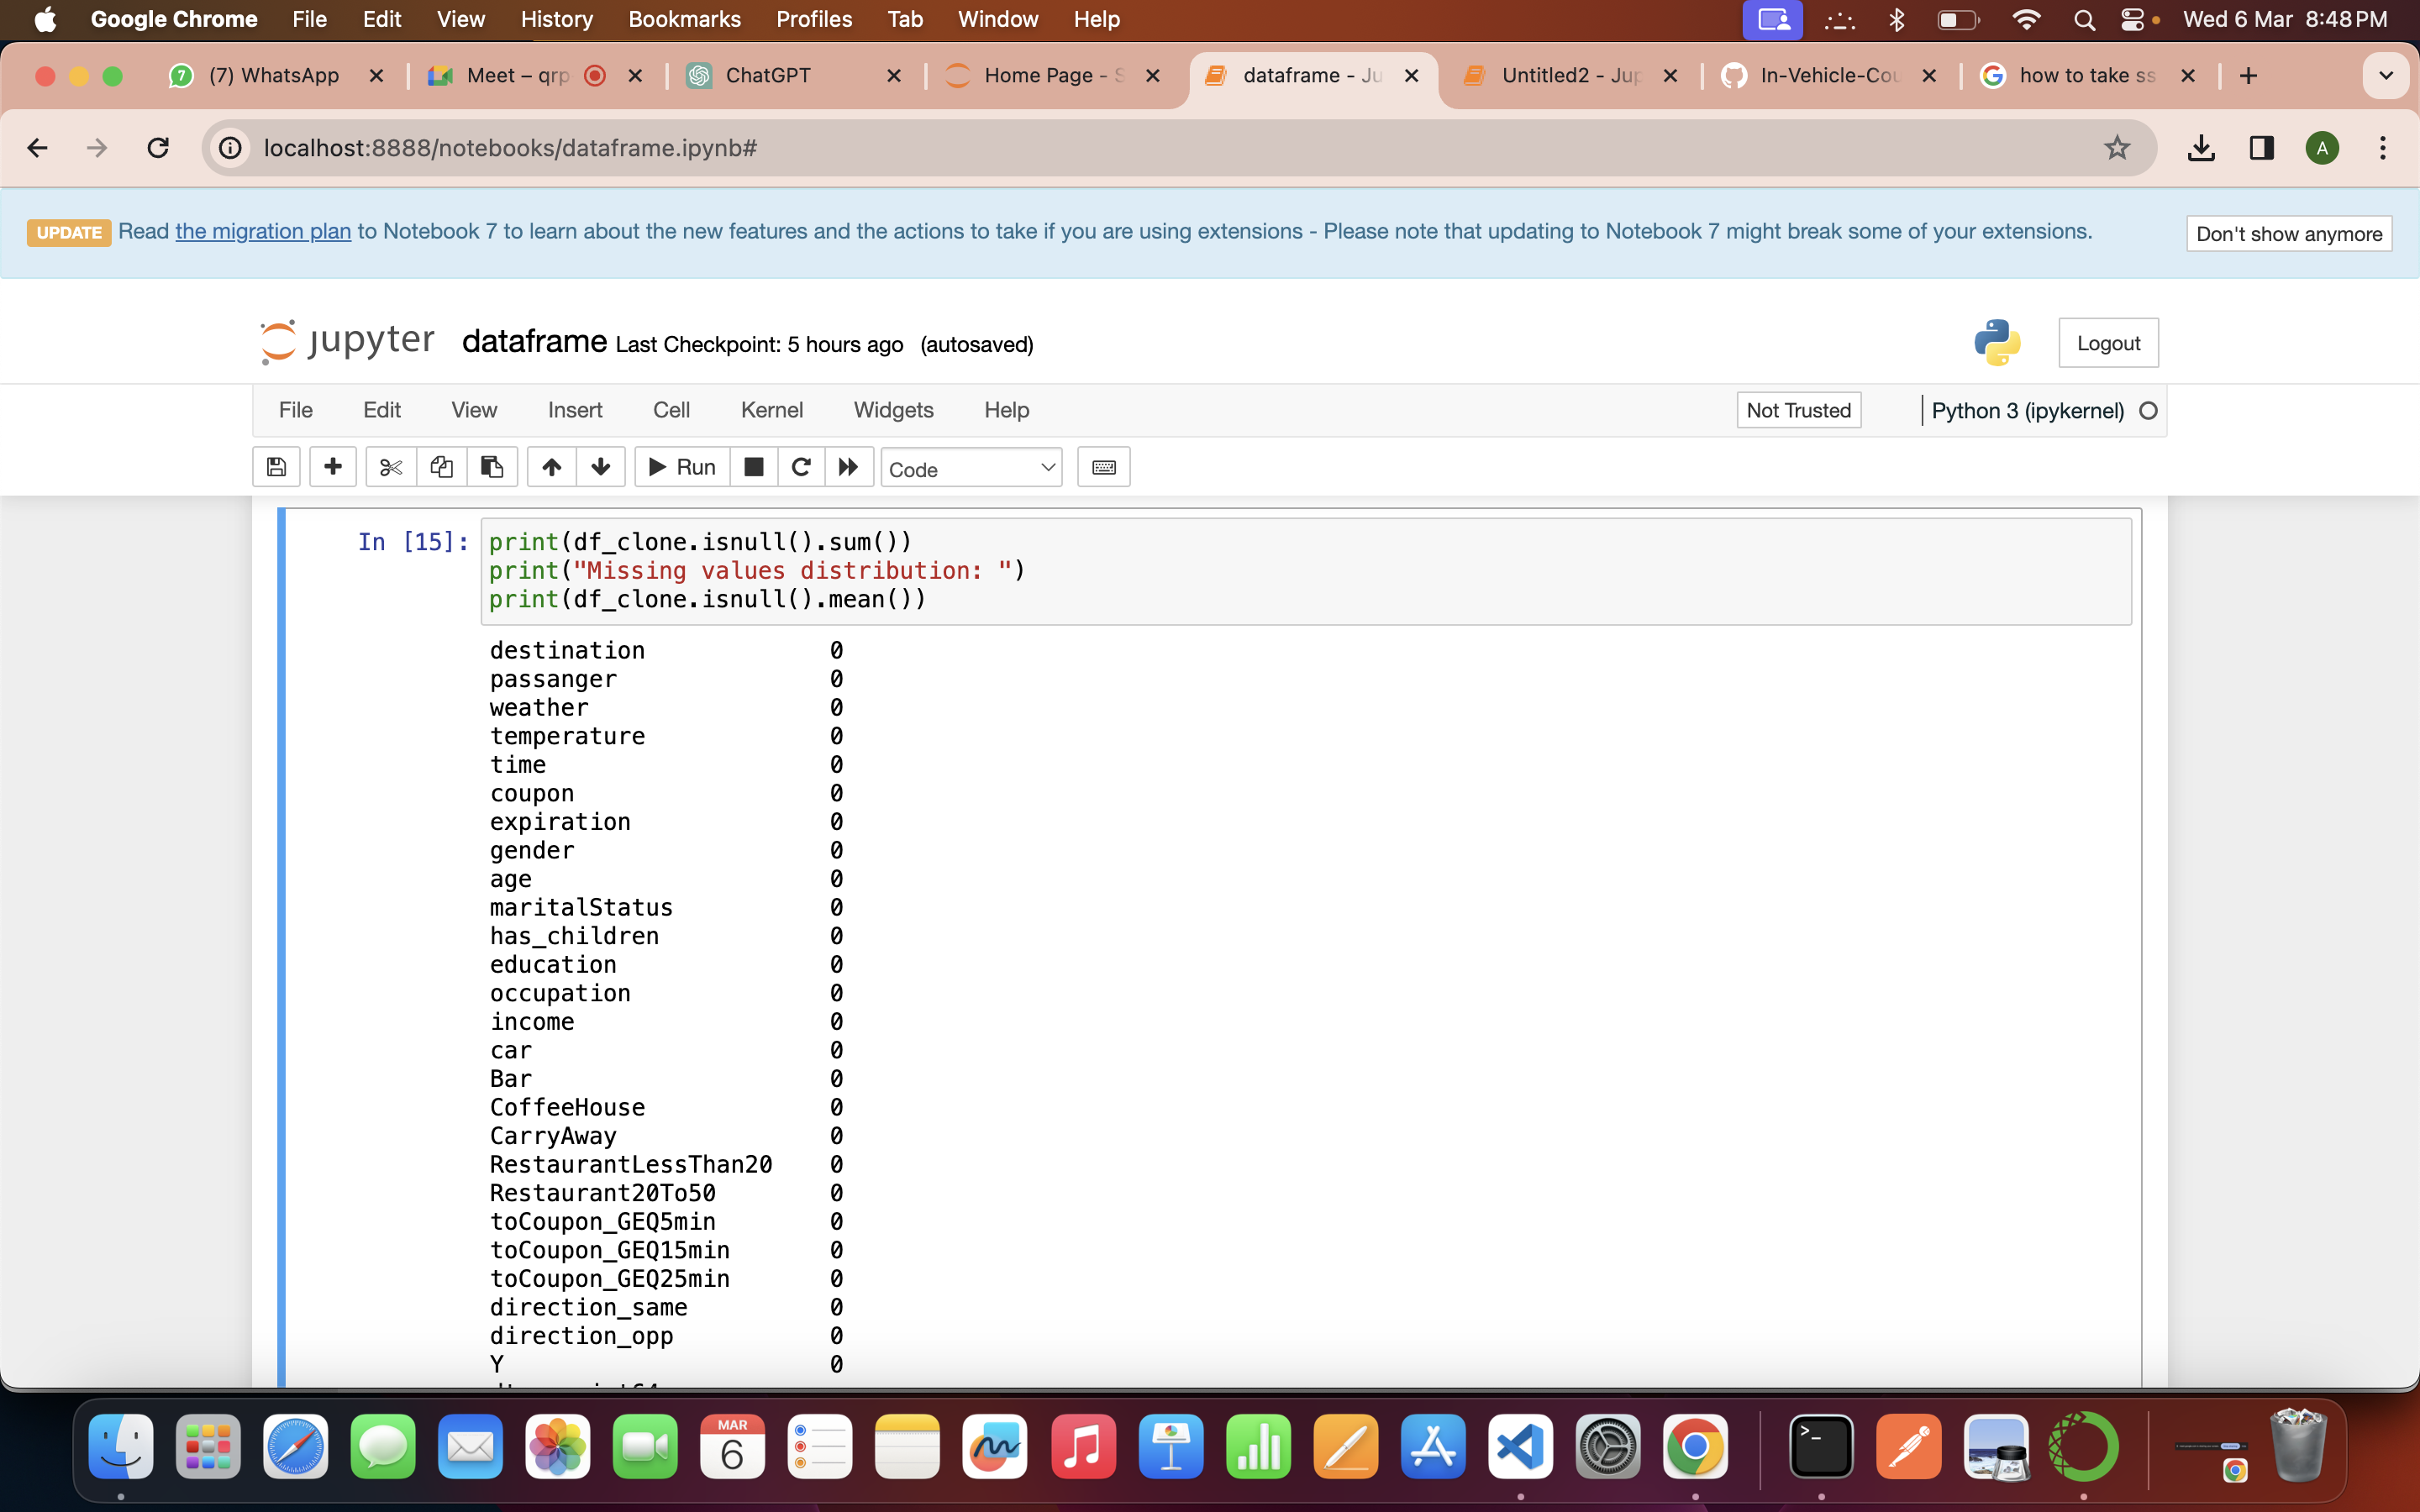 Google Chrome File Edit View History Bookmarks Profiles Tab Window Help Wed 6 Mar 8:48 PM
7 (7) WhatsApp Meet – qrp ChatGPT Home Page - S dataframe - Ju Untitled2 - Jup In-Vehicle-Cou how to take ss
localhost:8888/notebooks/dataframe.ipynb# A
UPDATE Read the migration plan to Notebook 7 to learn about the new features and the actions to take if you are using extensions - Please note that updating to Notebook 7 might break some of your extensions. Don't show anymore
jupyter dataframe Last Checkpoint: 5 hours ago (autosaved) Logout
File Edit View Insert Cell Kernel Widgets Help Not Trusted Python 3 (ipykernel)
Run Code
In [15]: print(df_clone.isnull().sum())
print("Missing values distribution: ")
print(df_clone.isnull().mean())
destination 0
passanger 0
weather 0
temperature 0
time 0
coupon 0
expiration 0
gender 0
age 0
maritalStatus 0
has_children 0
education 0
occupation 0
income 0
car 0
Bar 0
CoffeeHouse 0
CarryAway 0
RestaurantLessThan20 0
Restaurant20To50 0
toCoupon_GEQ5min 0
toCoupon_GEQ15min 0
toCoupon_GEQ25min 0
direction_same 0
direction_opp 0
Y 0
MAR
6